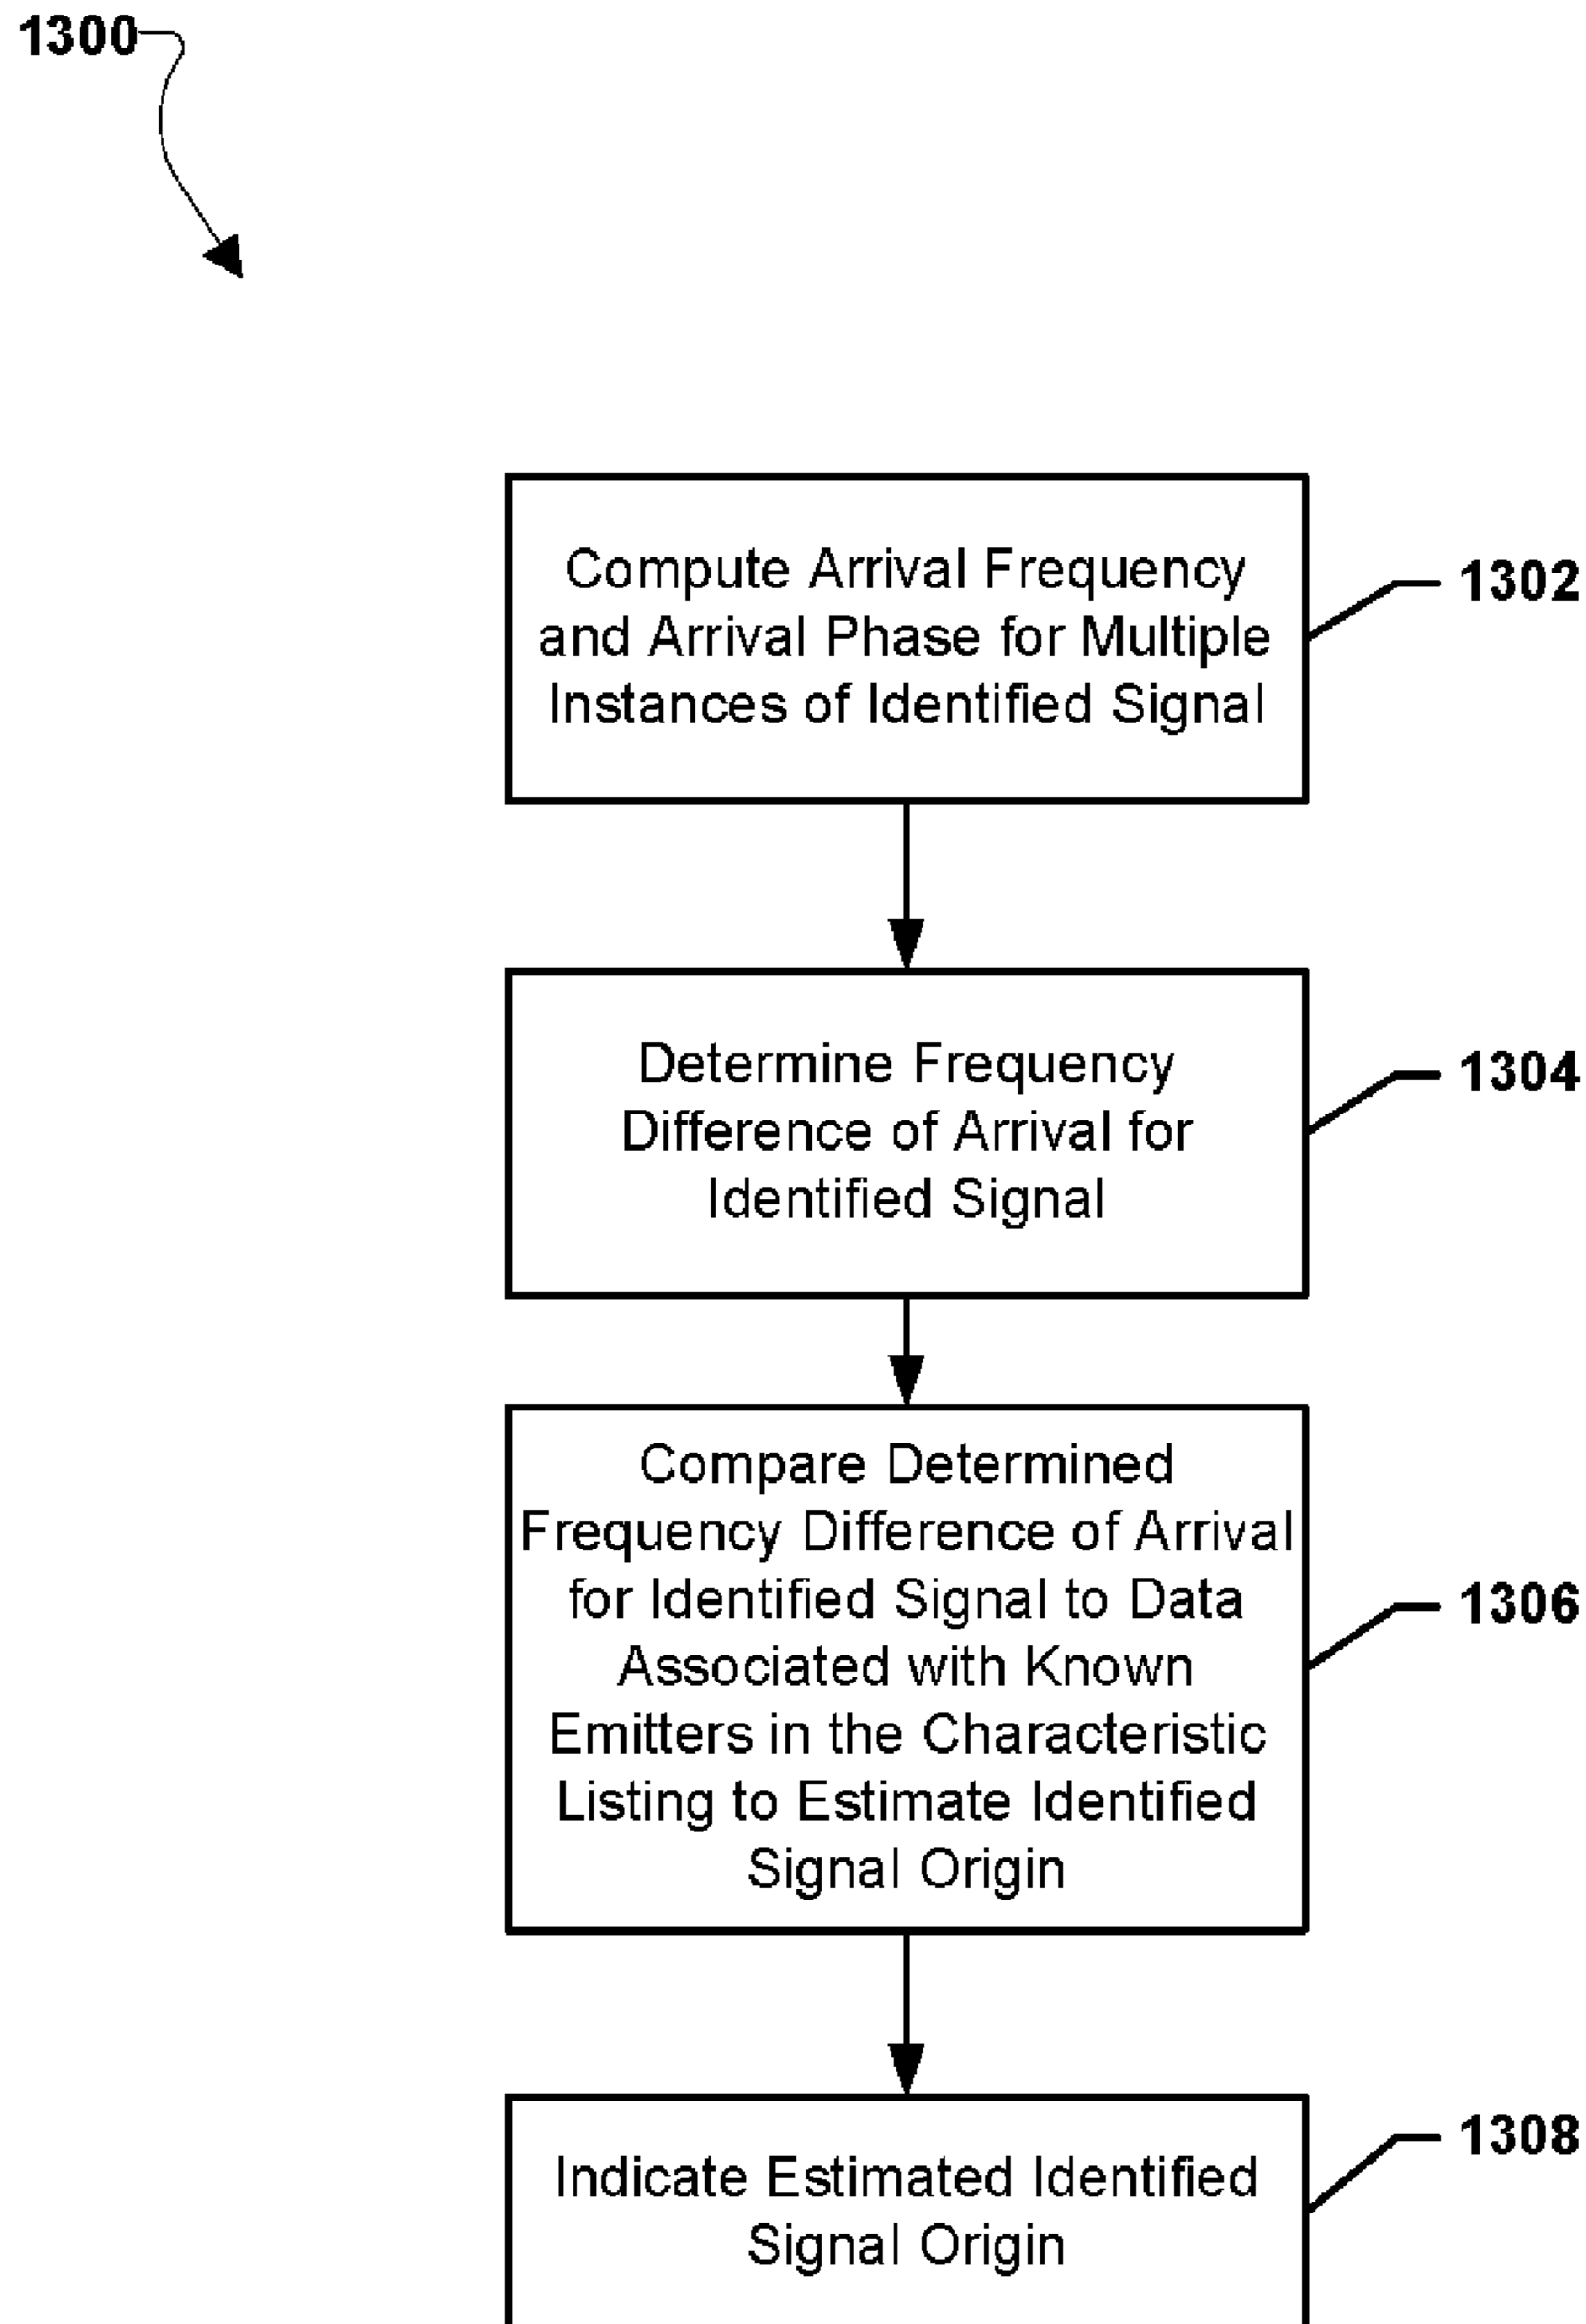 1300
Compute Arrival Frequency
and Arrival Phase for Multiple
Instances of Identified Signal
1302
Determine Frequency
Difference of Arrival for
Identified Signal
1304
Compare Determined
Frequency Difference of Arrival
for Identified Signal to Data
Associated with Known
Emitters in the Characteristic
Listing to Estimate Identified
Signal Origin
1306
Indicate Estimated Identified
Signal Origin
1308